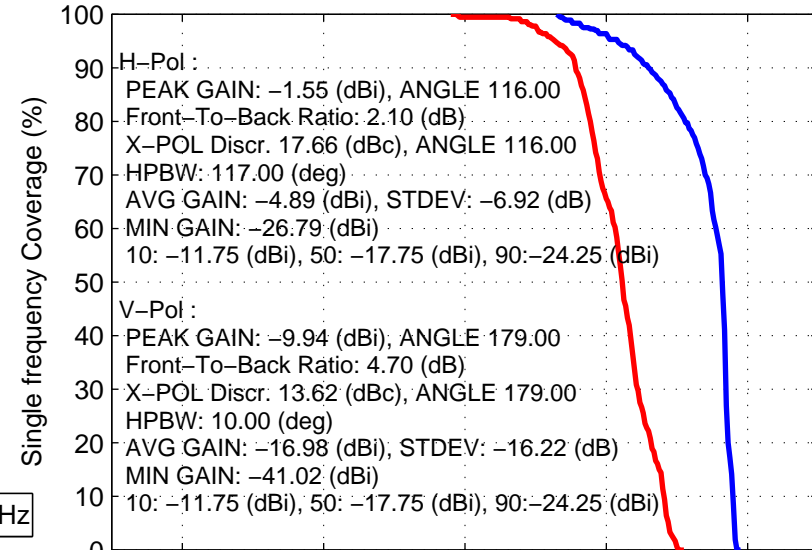 100
90
80
70
60
50
40
30
20
10
0
Single frequency Coverage (%)
H−Pol :
PEAK GAIN: −1.55 (dBi), ANGLE 116.00
Front−To−Back Ratio: 2.10 (dB)
X−POL Discr. 17.66 (dBc), ANGLE 116.00
HPBW: 117.00 (deg)
AVG GAIN: −4.89 (dBi), STDEV: −6.92 (dB)
MIN GAIN: −26.79 (dBi)
10: −11.75 (dBi), 50: −17.75 (dBi), 90:−24.25 (dBi)
V−Pol :
PEAK GAIN: −9.94 (dBi), ANGLE 179.00
Front−To−Back Ratio: 4.70 (dB)
X−POL Discr. 13.62 (dBc), ANGLE 179.00
HPBW: 10.00 (deg)
AVG GAIN: −16.98 (dBi), STDEV: −16.22 (dB)
MIN GAIN: −41.02 (dBi)
10: −11.75 (dBi), 50: −17.75 (dBi), 90:−24.25 (dBi)
Hz